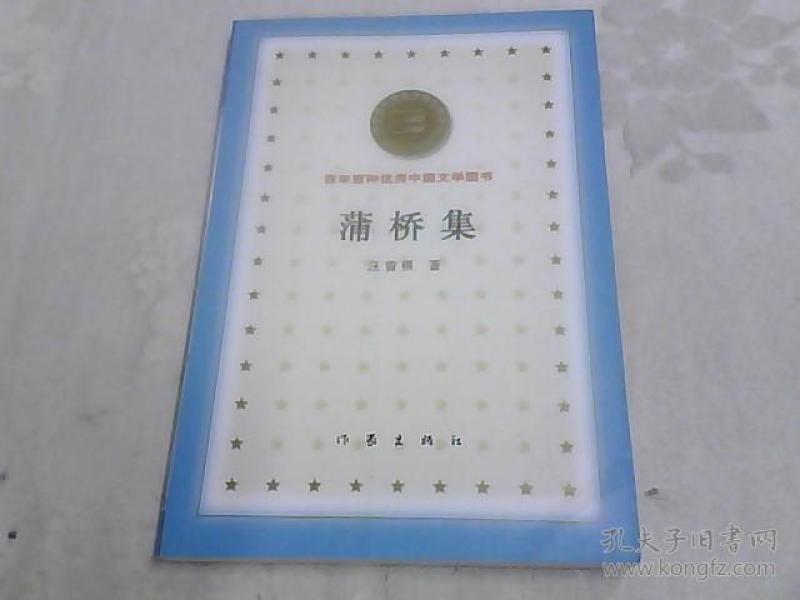 百年百种优秀中国文学图书
蒲桥集
汪曾祺 著
作家出版社
孔夫子旧书网
www.kongfz.com